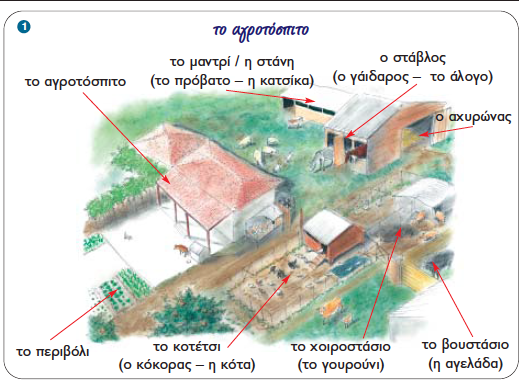 1
το αγροτόσπιτο
το μαντρί / η στάνη
(το πρόβατο – η κατσίκα)
ο στάβλος
(ο γάιδαρος – το άλογο)
το αγροτόσπιτο
ο αχυρώνας
το περιβόλι
το κοτέτσι
(ο κόκορας – η κότα)
το χοιροστάσιο
(το γουρούνι)
το βουστάσιο
(η αγελάδα)